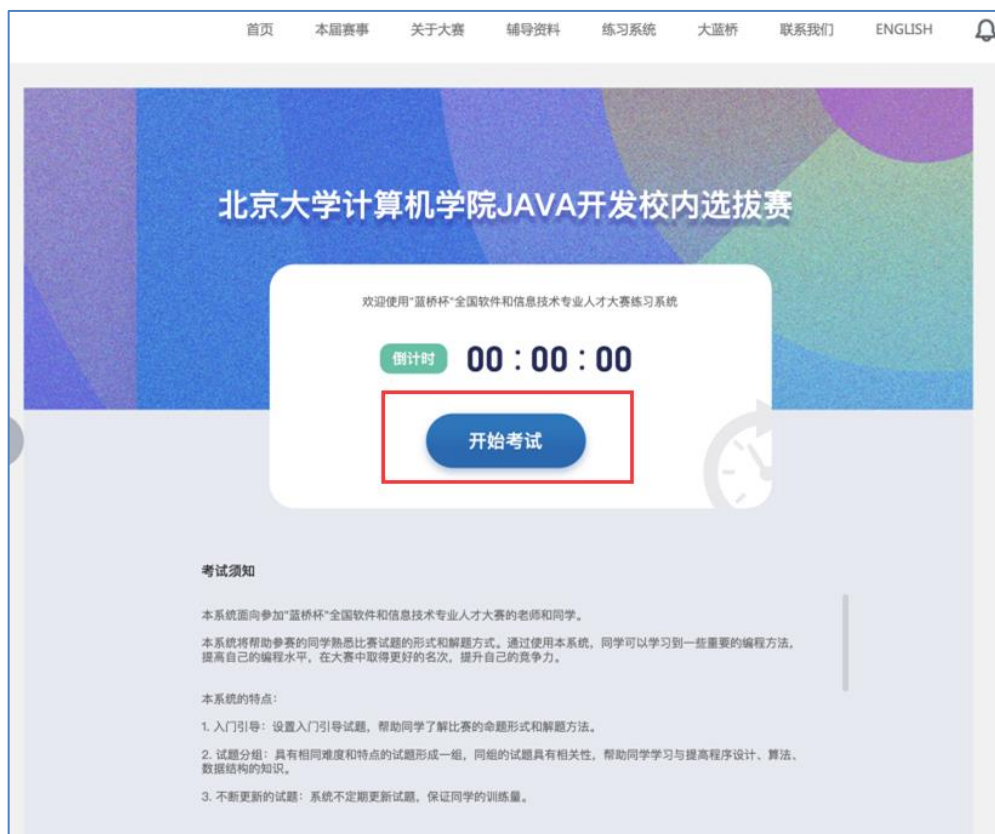 首页 本届赛事 关于大赛 辅导资料 练习系统 大蓝桥 联系我们 ENGLISH
北京大学计算机学院JAVA开发校内选拔赛
欢迎使用"蓝桥杯"全国软件和信息技术专业人才大赛练习系统
倒计时 00 : 00 : 00
开始考试
考试须知
本系统面向参加"蓝桥杯"全国软件和信息技术专业人才大赛的老师和同学。
本系统将帮助参赛的同学熟悉比赛试题的形式和解题方式。通过使用本系统，同学可以学习到一些重要的编程方法，
提高自己的编程水平，在大赛中取得更好的名次，提升自己的竞争力。
本系统的特点：
1. 入门引导：设置入门引导试题，帮助同学了解比赛的命题形式和解题方法。
2. 试题分组：具有相同难度和特点的试题形成一组，同组的试题具有相关性，帮助同学学习与提高程序设计、算法、
数据结构的知识。
3. 不断更新的试题：系统不定期更新试题，保证同学的训练量。